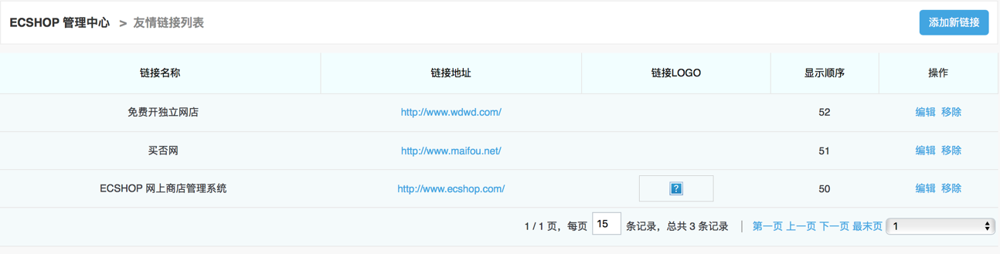 ECSHOP 管理中心 > 友情链接列表 添加新链接
链接名称 链接地址 链接LOGO 显示顺序 操作
免费开独立网店 http://www.wdwd.com/ 52 编辑 移除
买否网 http://www.maifou.net/ 51 编辑 移除
ECSHOP 网上商店管理系统 http://www.ecshop.com/ ? 50 编辑 移除
1 / 1 页，每页 15 条记录，总共 3 条记录 | 第一页 上一页 下一页 最末页 1